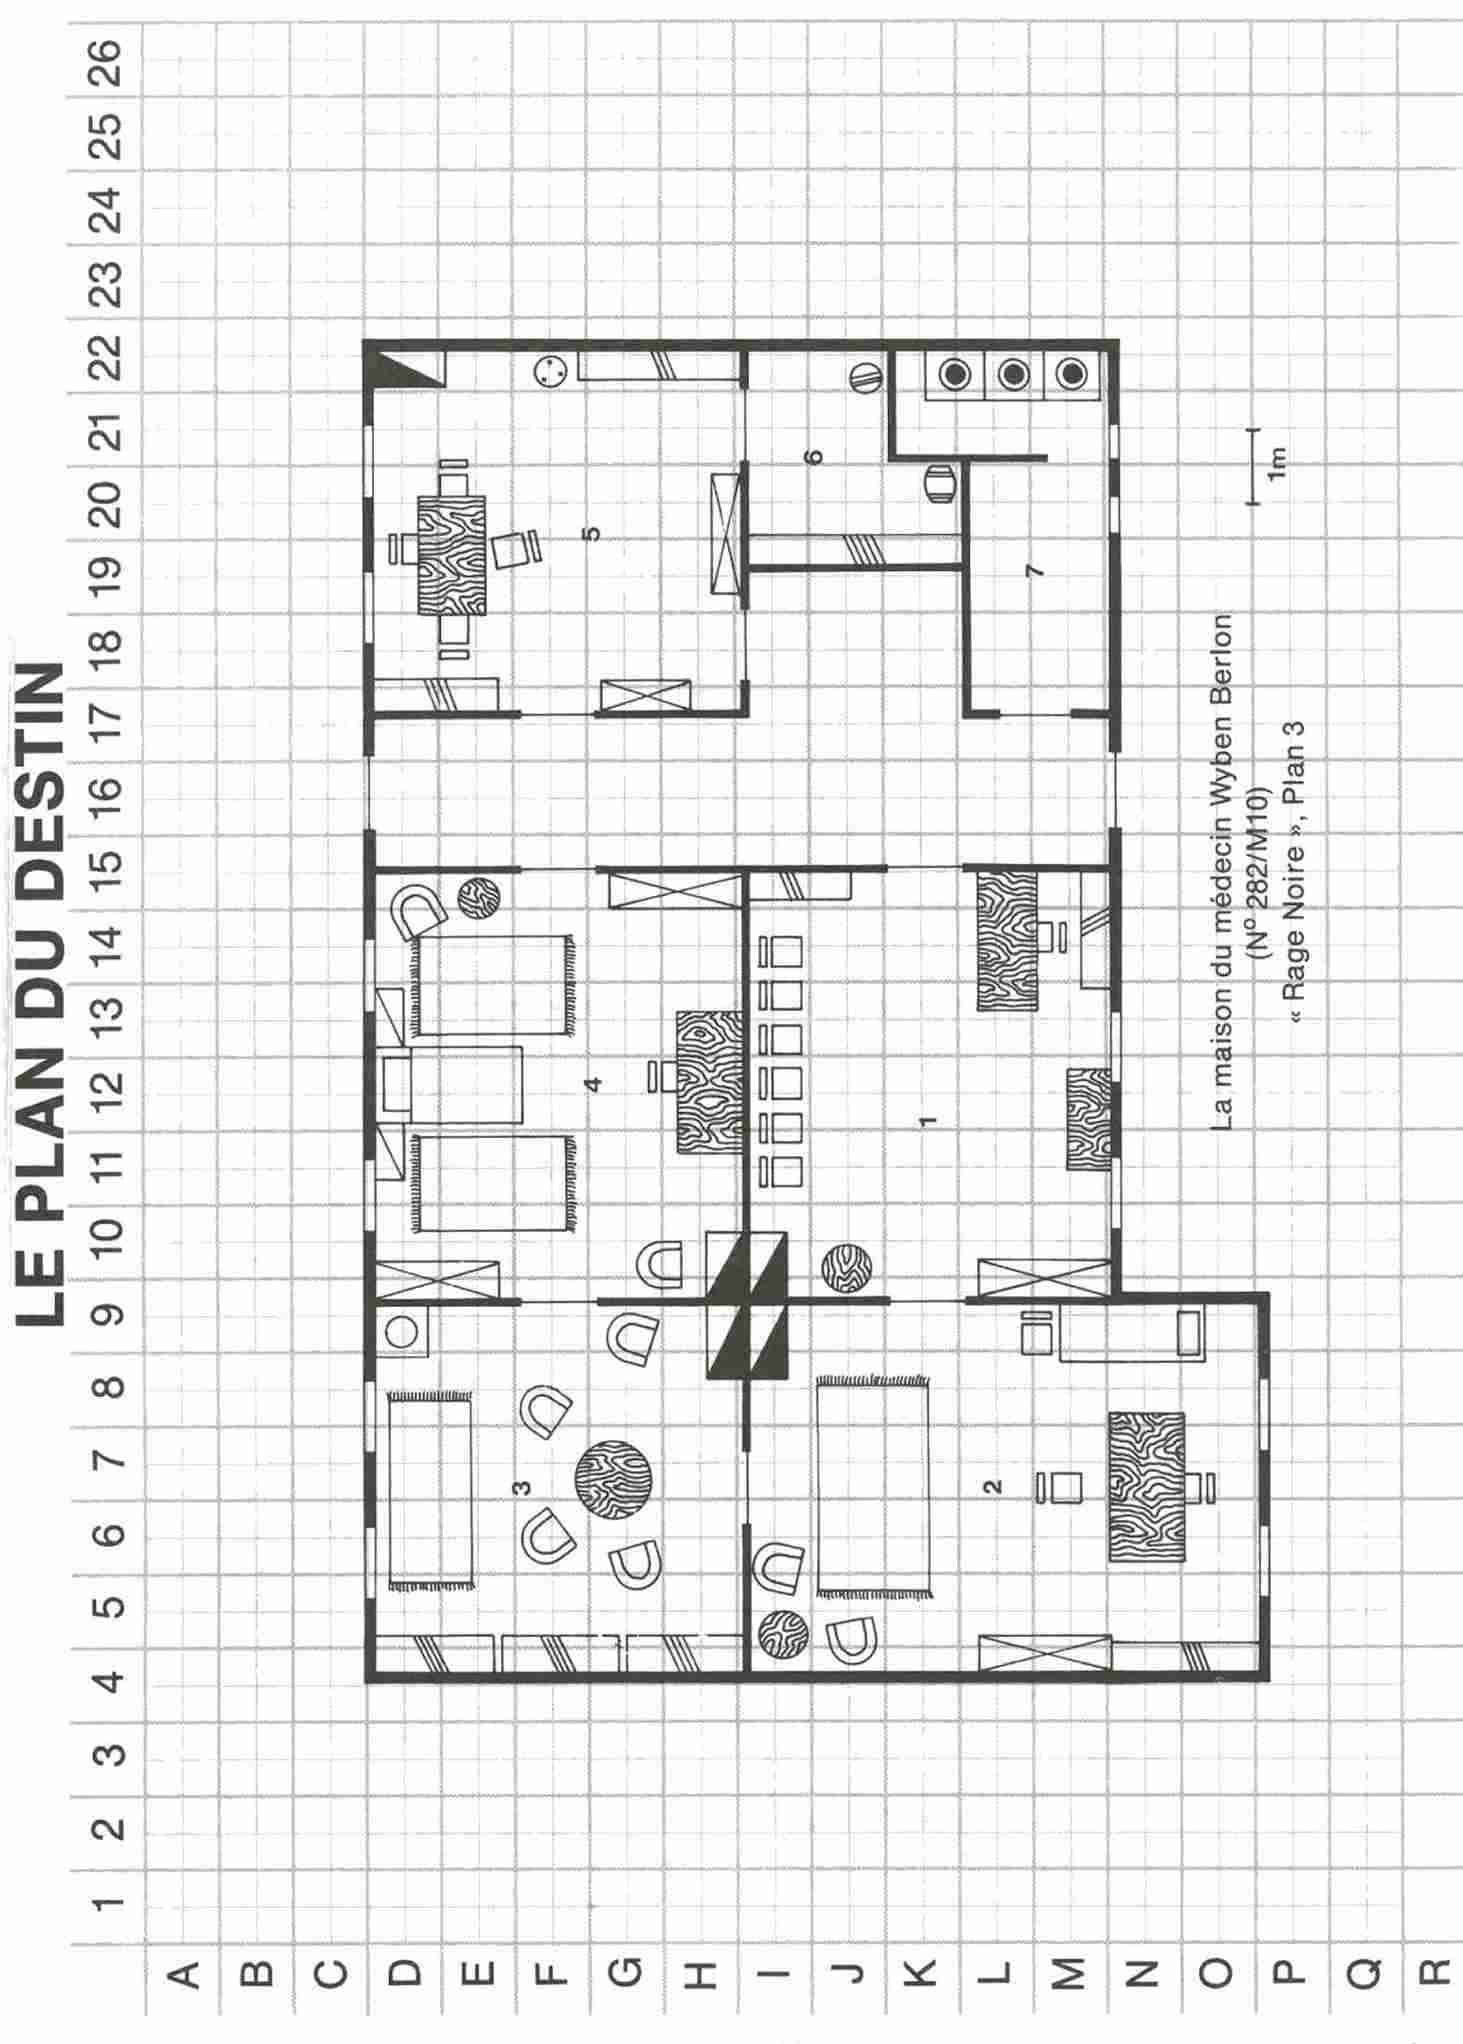 LE PLAN DU DESTIN
1 2 3 4 5 6 7 8 9 10 11 12 13 14 15 16 17 18 19 20 21 22 23 24 25 26
A
B
C
D
E
F
G
H
I
J
K
L
M
N
O
P
Q
R
3
4
5
2
1
6
7
1m
La maison du médecin Wyben Berlon
(Nº 282/M10)
« Rage Noire », Plan 3